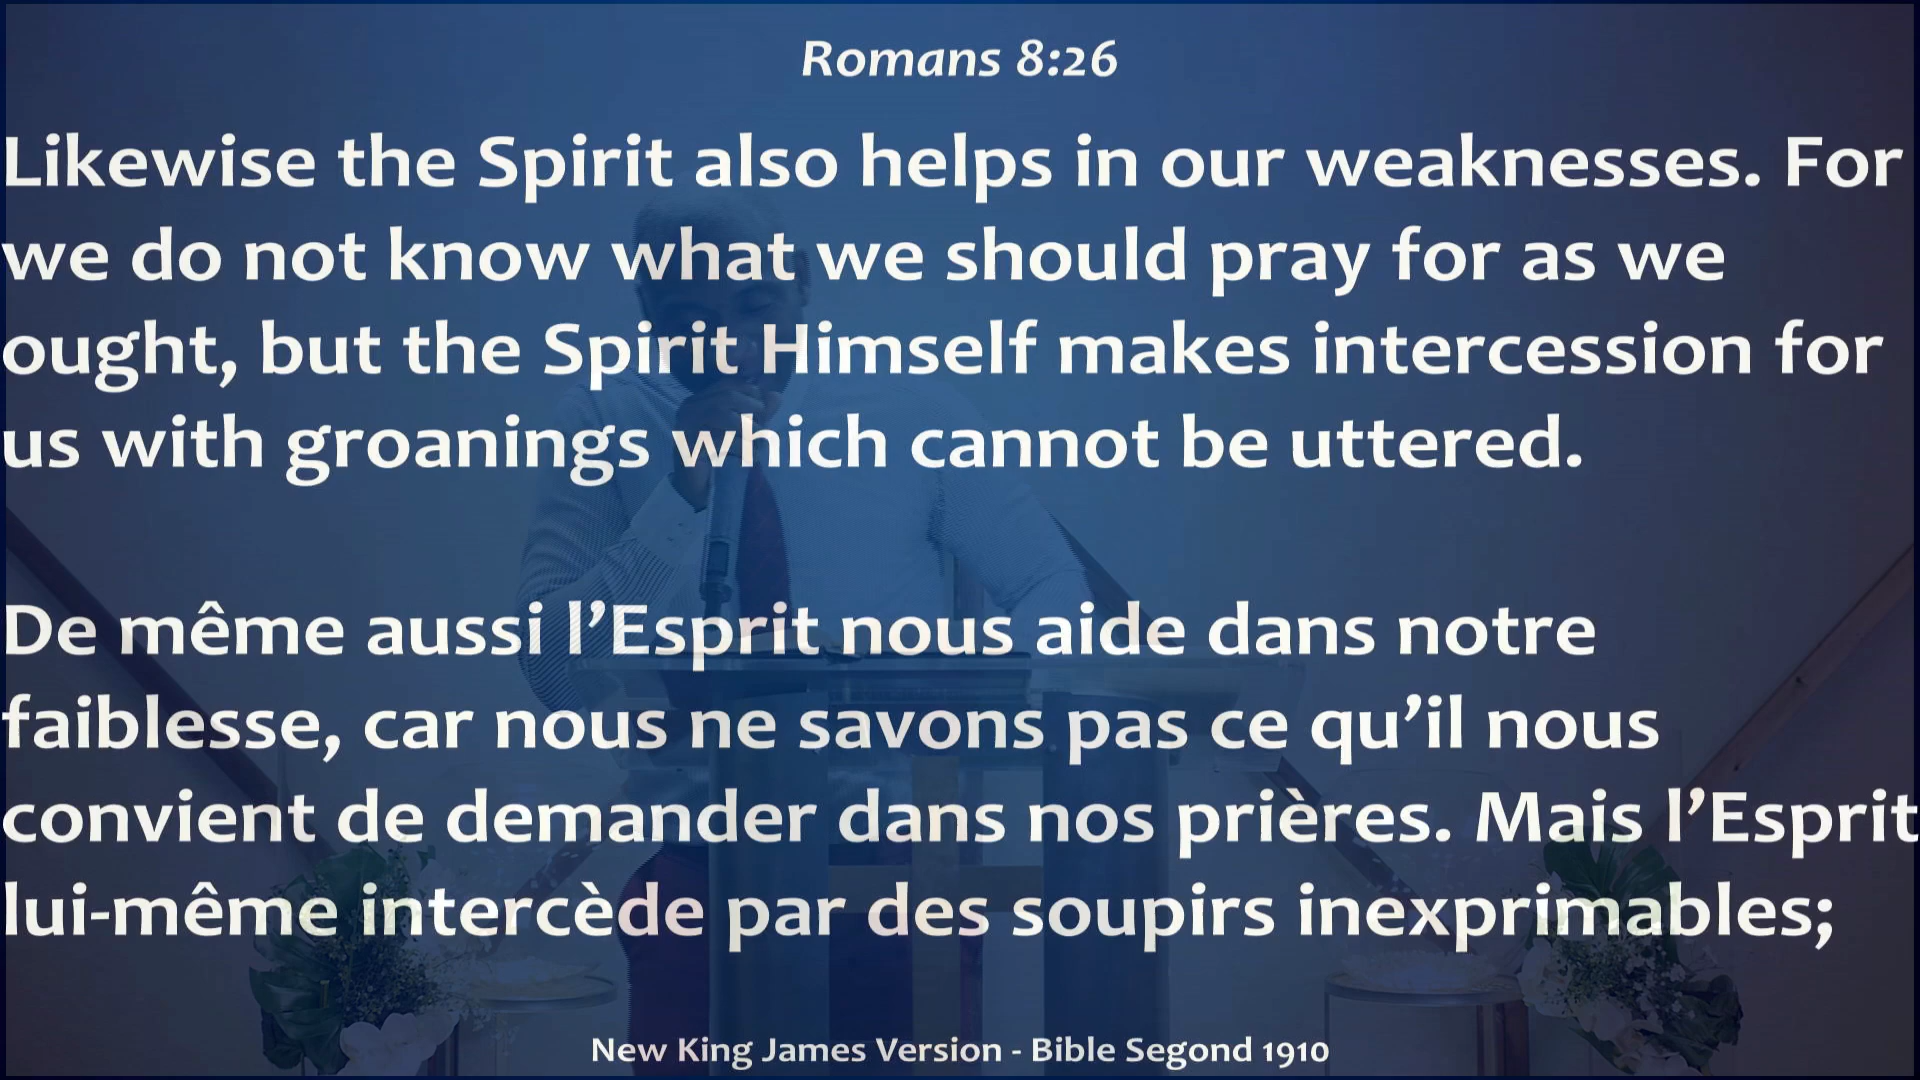 Romans 8:26
Likewise the Spirit also helps in our weaknesses. For
we do not know what we should pray for as we
ought, but the Spirit Himself makes intercession for
us with groanings which cannot be uttered.
De même aussi l’Esprit nous aide dans notre
faiblesse, car nous ne savons pas ce qu’il nous
convient de demander dans nos prières. Mais l’Esprit
lui-même intercède par des soupirs inexprimables;
New King James Version - Bible Segond 1910